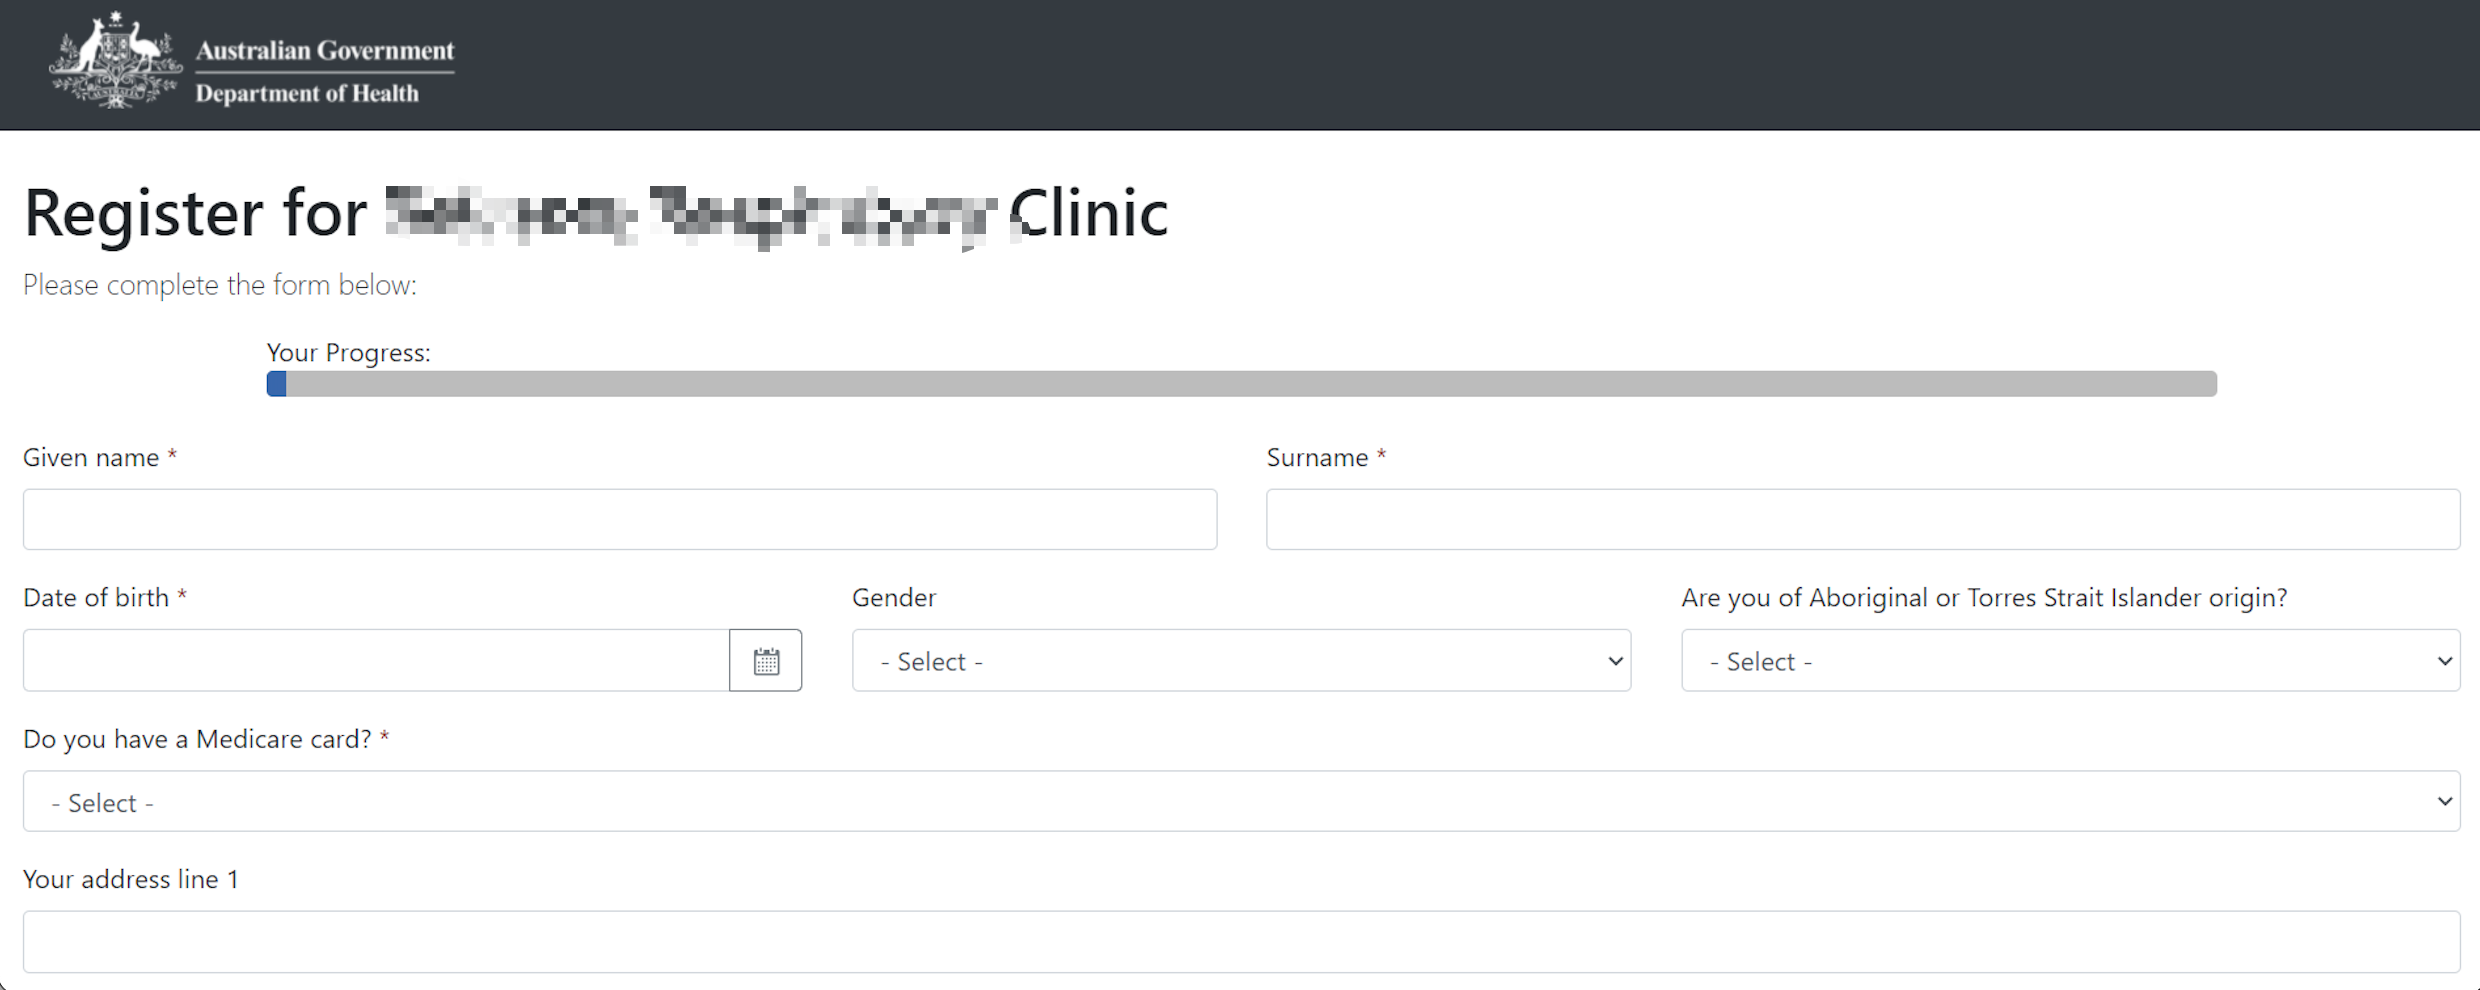 Australian Government
Department of Health
Register for Clinic
Please complete the form below:
Your Progress:
Given name *
Surname *
Date of birth *
Gender
Are you of Aboriginal or Torres Strait Islander origin?
- Select -
- Select -
Do you have a Medicare card? *
- Select -
Your address line 1